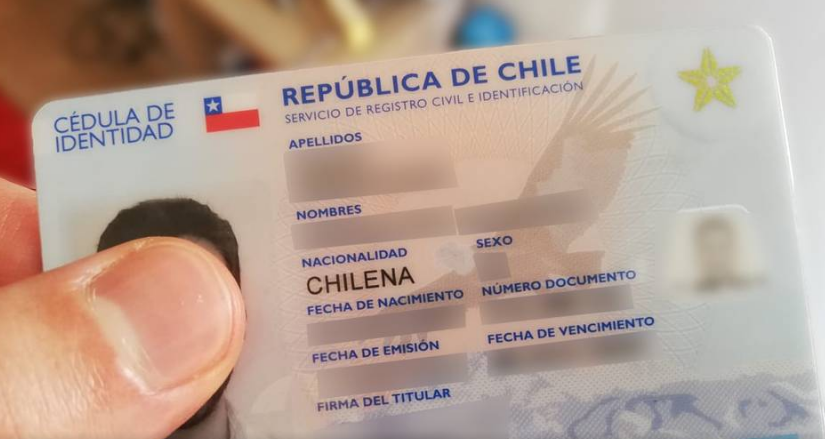 CÉDULA DE
IDENTIDAD
REPÚBLICA DE CHILE
SERVICIO DE REGISTRO CIVIL E IDENTIFICACIÓN
APELLIDOS
NOMBRES
NACIONALIDAD
SEXO
CHILENA
FECHA DE NACIMIENTO
NÚMERO DOCUMENTO
FECHA DE EMISIÓN
FECHA DE VENCIMIENTO
FIRMA DEL TITULAR